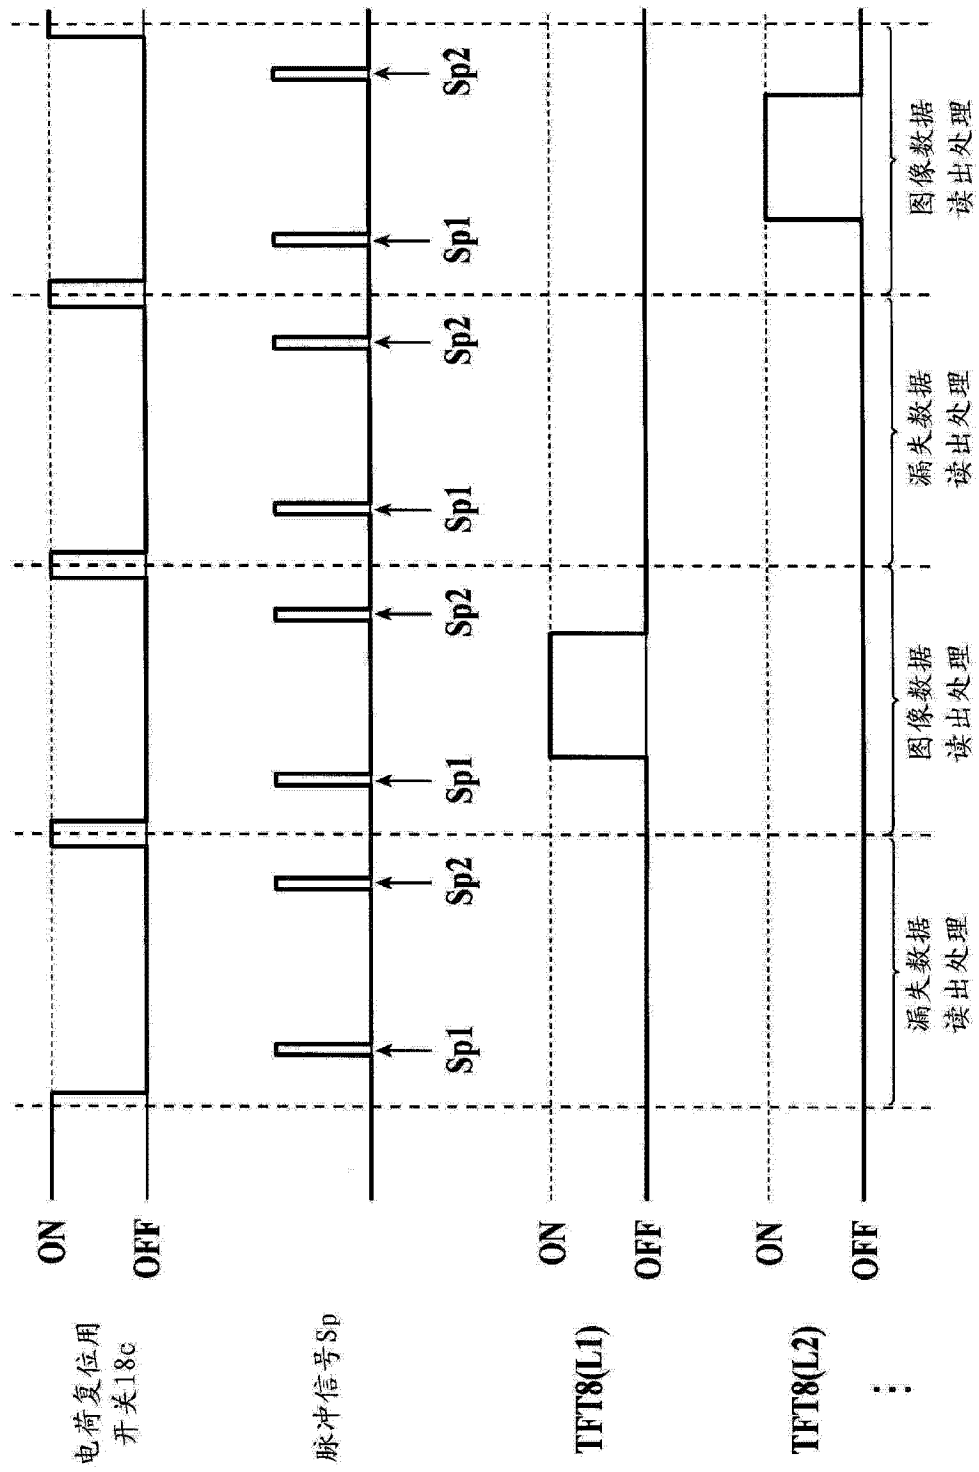 电荷复位用
开关18c
ON
OFF
脉冲信号Sp
Sp1
Sp2
Sp1
Sp2
Sp1
Sp2
Sp1
Sp2
TFT8(L1)
ON
OFF
TFT8(L2)
ON
OFF
⋮
漏失数据
读出处理
图像数据
读出处理
漏失数据
读出处理
图像数据
读出处理